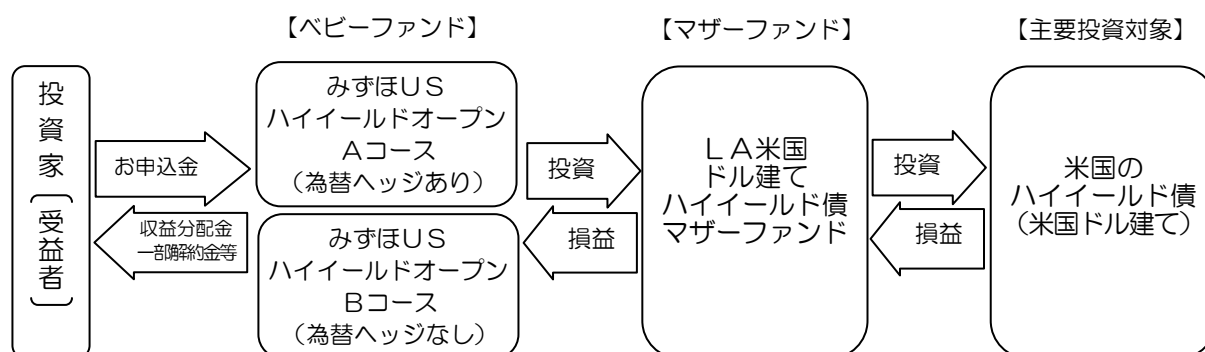 【ベビーファンド】
【マザーファンド】
【主要投資対象】
投資家
(受益者)
お申込金
収益分配金
一部解約金等
みずほUS
ハイイールドオープン
Aコース
(為替ヘッジあり)
みずほUS
ハイイールドオープン
Bコース
(為替ヘッジなし)
投資
損益
LA米国
ドル建て
ハイイールド債
マザーファンド
投資
損益
米国の
ハイイールド債
(米国ドル建て)